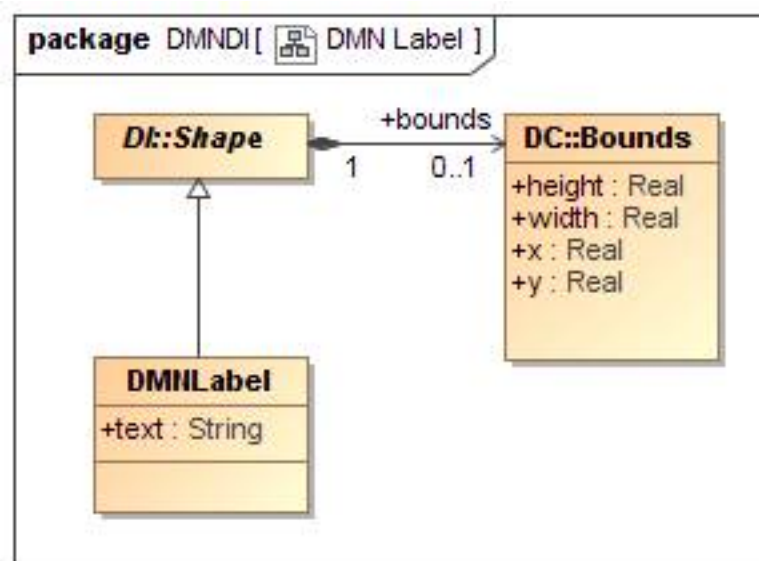 package DMNDI[ DMN Label ]
DI::Shape
+bounds
1
0..1
DC::Bounds
+height : Real
+width : Real
+x : Real
+y : Real
DMNLabel
+text : String